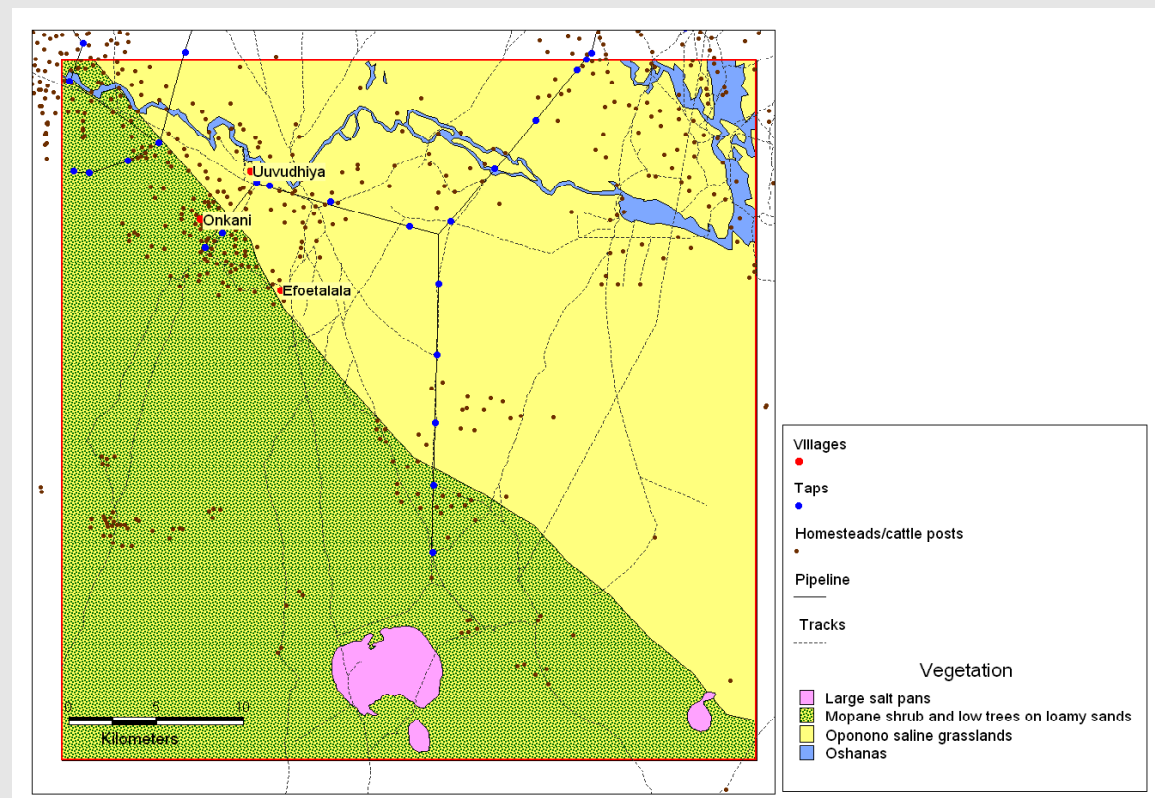 Uuvudhiya
Onkani
Efoetalala
0 5 10
Kilometers
Villages
Taps
Homesteads/cattle posts
Pipeline
Tracks
Vegetation
Large salt pans
Mopane shrub and low trees on loamy sands
Oponono saline grasslands
Oshanas